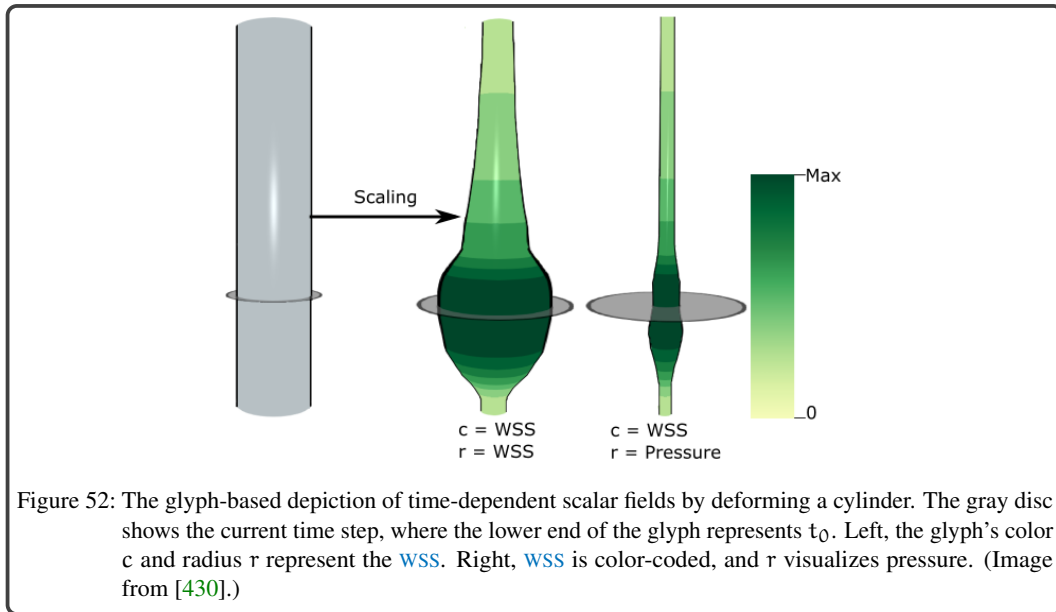 Scaling
Max
0
c = WSS
r = WSS
c = WSS
r = Pressure
Figure 52: The glyph-based depiction of time-dependent scalar fields by deforming a cylinder. The gray disc
shows the current time step, where the lower end of the glyph represents t₀. Left, the glyph's color
c and radius r represent the WSS. Right, WSS is color-coded, and r visualizes pressure. (Image
from [430].)